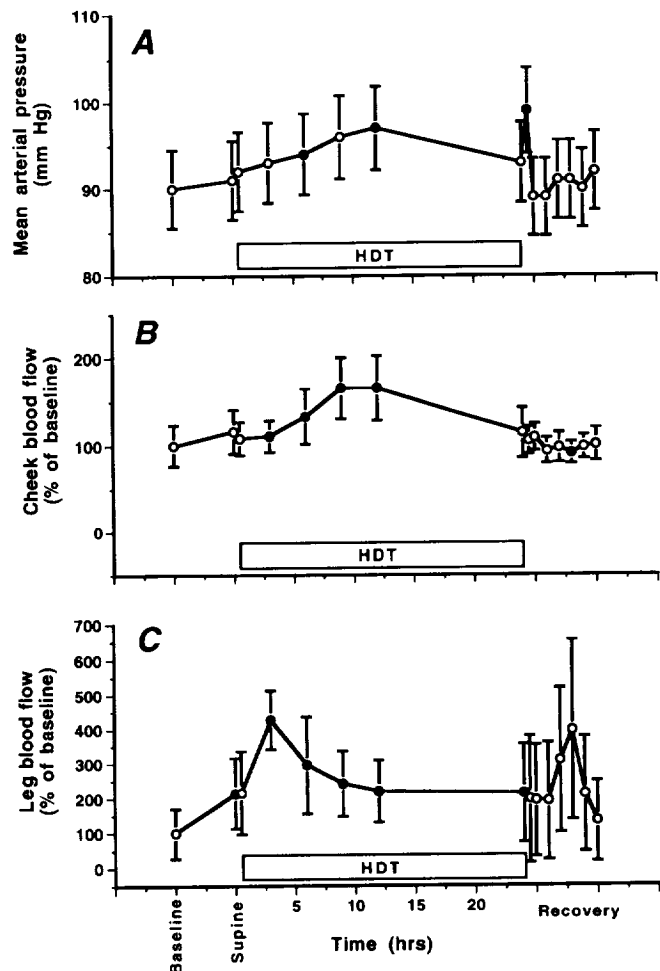 A
Mean arterial pressure
(mm Hg)
110
100
90
80
HDT
B
Cheek blood flow
(% of baseline)
200
100
0
HDT
C
Leg blood flow
(% of baseline)
700
600
500
400
300
200
100
0
HDT
Baseline
Supine
5
10
15
20
Recovery
Time (hrs)